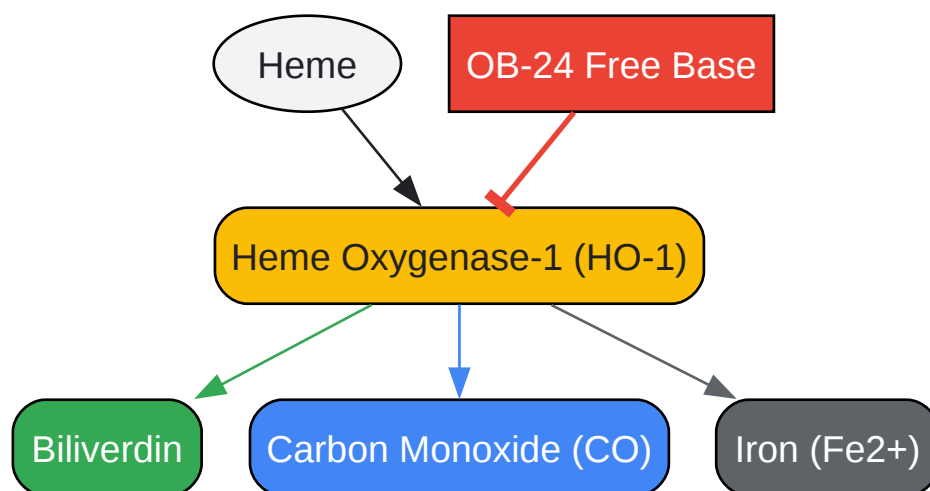 Heme
OB-24 Free Base
Heme Oxygenase-1 (HO-1)
Biliverdin
Carbon Monoxide (CO)
Iron (Fe2+)